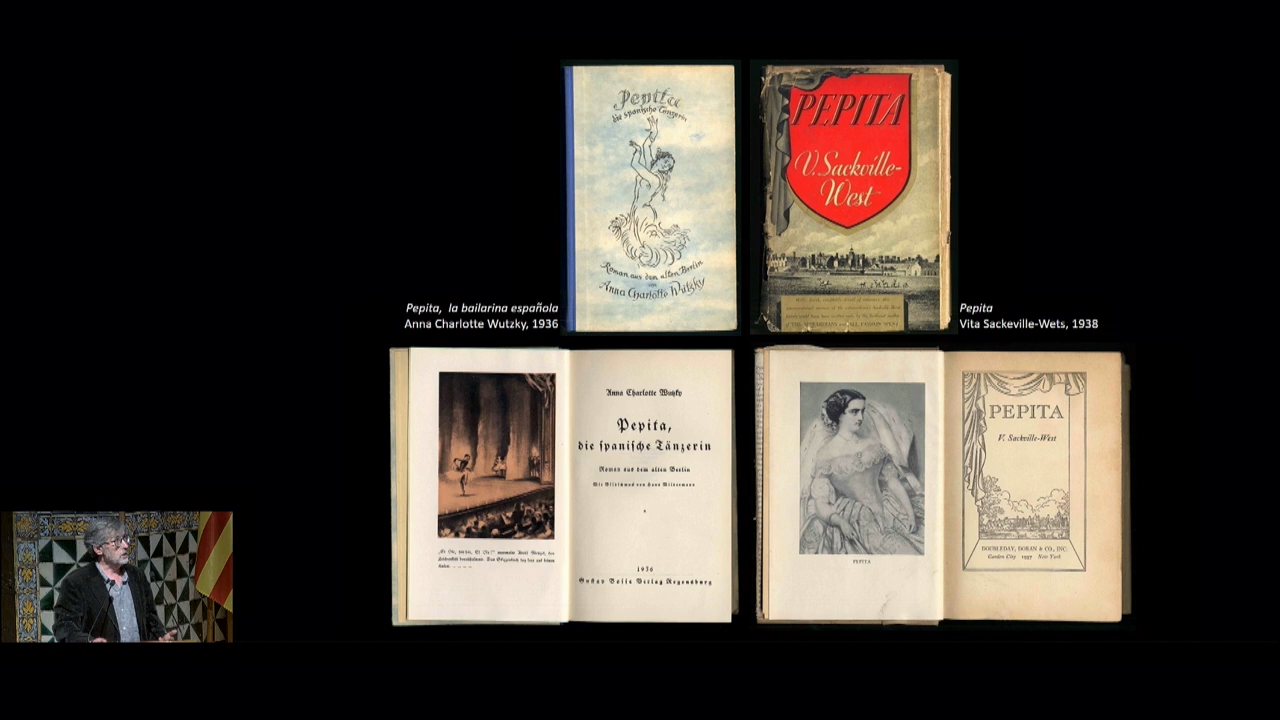 Pepita
die spanische Tänzerin
Roman aus dem alten Berlin
von
Anna Charlotte Wutzky
PEPITA
V. Sackville-
West
Pepita, la bailarina española
Anna Charlotte Wutzky, 1936
Pepita
Vita Sackeville-Wets, 1938
Anna Charlotte Wutzky
Pepita,
die spanische Tänzerin
Roman aus dem alten Berlin
1936
Gustav Bosse Verlag Regensburg
PEPITA
PEPITA
V. Sackville-West
DOUBLEDAY, DORAN & CO., INC.
Garden City 1937 New York